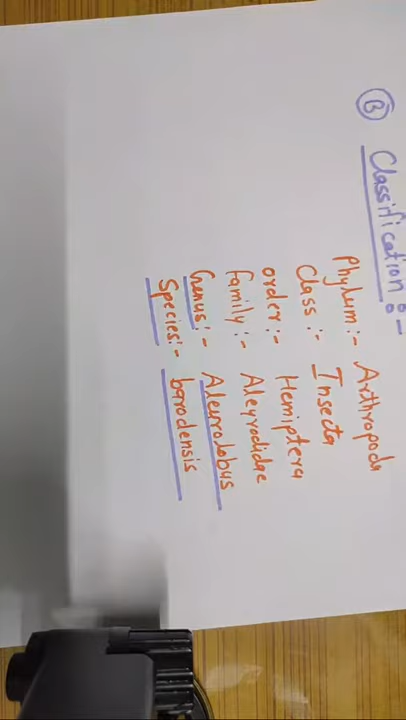 B Classification :-
Phylum :- Arthropoda
Class :- Insecta
order :- Hemiptera
family :- Aleyrodidae
Genus :- Aleurolobus
Species :- barodensis